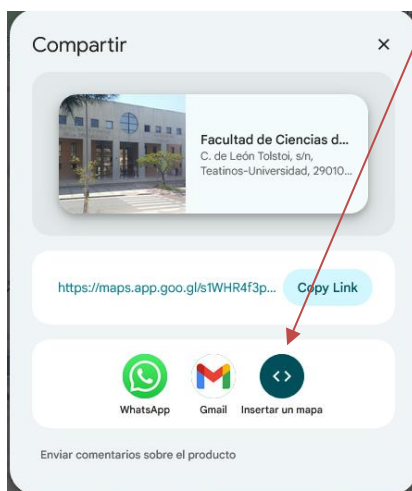 Compartir
Facultad de Ciencias d...
C. de León Tolstoi, s/n,
Teatinos-Universidad, 29010...
https://maps.app.goo.gl/s1WHR4f3p...
Copy Link
WhatsApp
Gmail
Insertar un mapa
Enviar comentarios sobre el producto